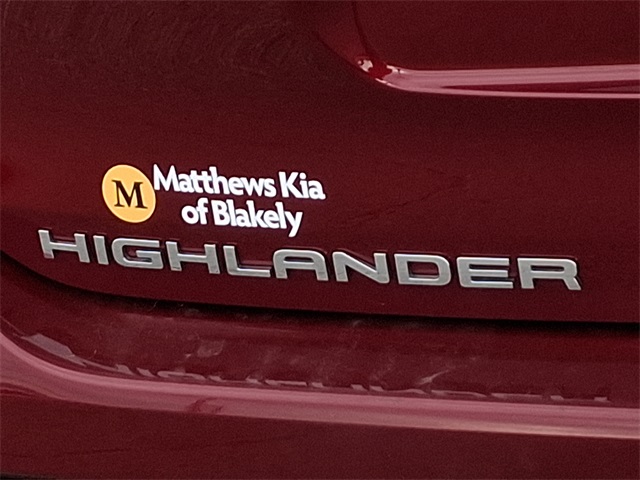 M
Matthews Kia
of Blakely
HIGHLANDER